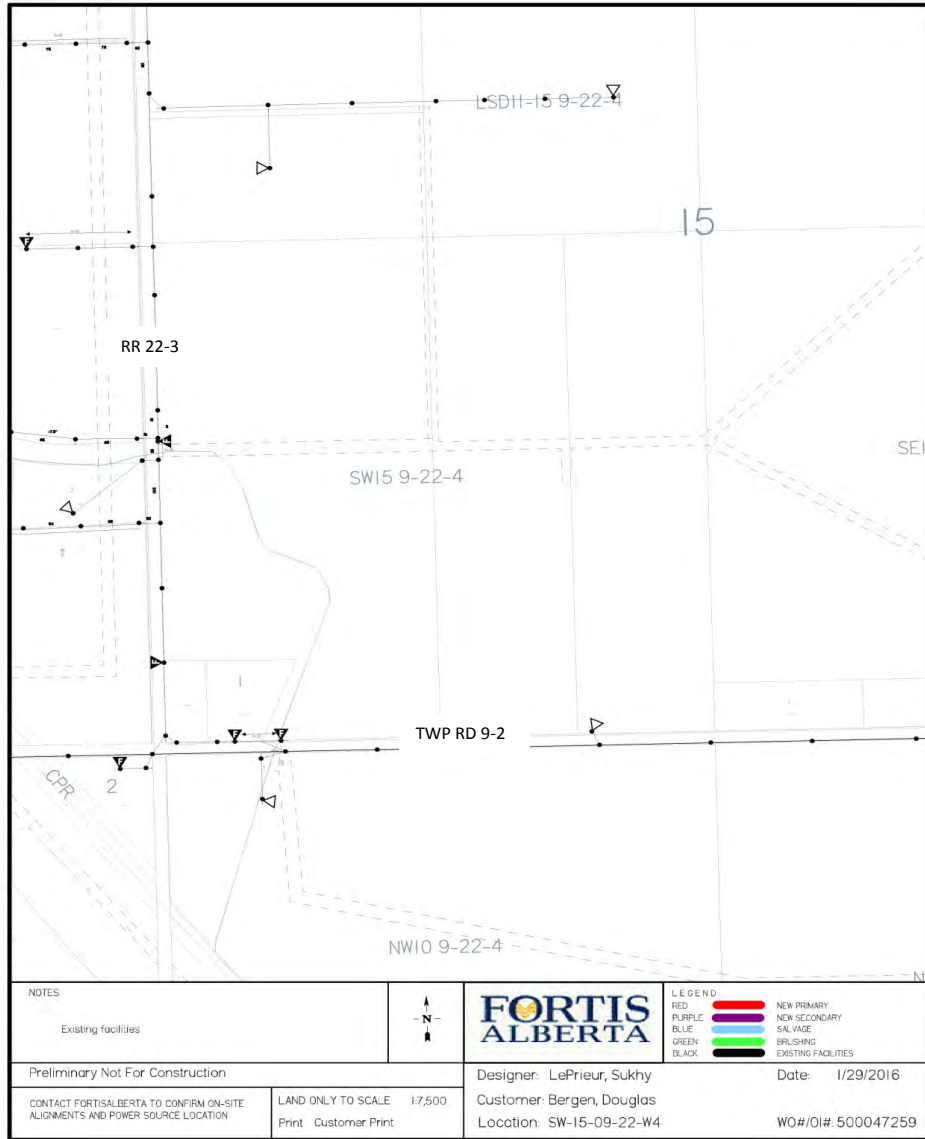 LSD11-15 9-22-4
15
F
RR 22-3
SW15 9-22-4
SE1
F
F
F
F
TWP RD 9-2
CPR
2
NW10 9-22-4
N
NOTES
Existing facilities
-N-
FORTIS
ALBERTA
LEGEND
RED NEW PRIMARY
PURPLE NEW SECONDARY
BLUE SALVAGE
GREEN BRUSHING
BLACK EXISTING FACILITIES
Preliminary Not For Construction
CONTACT FORTISALBERTA TO CONFIRM ON-SITE
ALIGNMENTS AND POWER SOURCE LOCATION
LAND ONLY TO SCALE 1:7,500
Print Customer Print
Designer: LePrieur, Sukhy
Date: 1/29/2016
Customer: Bergen, Douglas
Location: SW-15-09-22-W4
WO#/OI#: 500047259